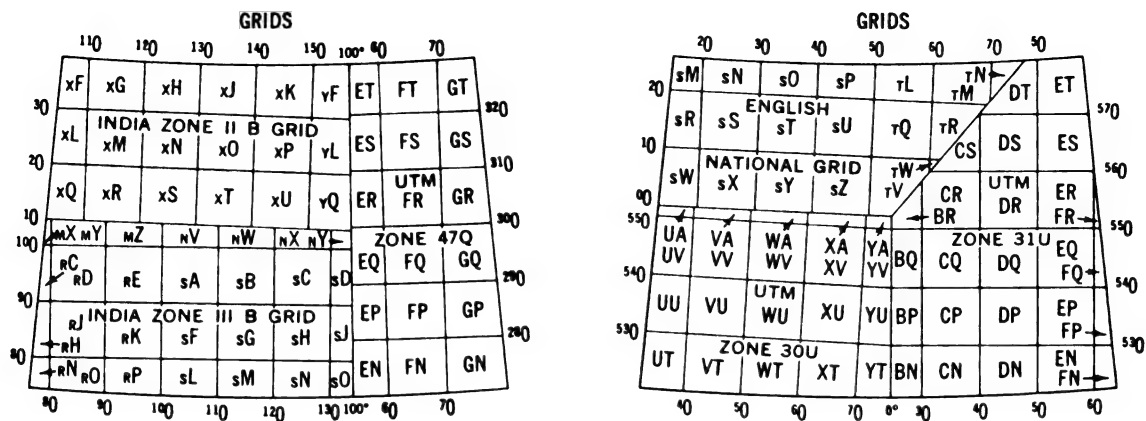 GRIDS
110 120 130 140 150 100° 60 70
xF xG xH xJ xK yF ET FT GT
30 320
INDIA ZONE II B GRID
xL xM xN xO xP yL ES FS GS
20 310
xQ xR xS xT xU yQ ER UTM FR GR
10 300
100 MX MY MZ NV NW NX NY ZONE 47Q
RC RD RE sA sB sC sD EQ FQ GQ
90 290
INDIA ZONE III B GRID
RJ RH RK sF sG sH sJ EP FP GP
80 280
RN RO RP sL sM sN sO EN FN GN
80 90 100 110 120 130 100° 60 70
GRIDS
20 30 40 50 60 70 50
20 sM sN sO sP TL TM TN DT ET
570
ENGLISH
sR sS sT sU TQ TR CS DS ES
10 560
NATIONAL GRID
sW sX sY sZ TV TW CR BR UTM DR ER FR
00 550
550 UA VA WA XA YA ZONE 31U
UV VV WV XV YV BQ CQ DQ EQ FQ
540 540
UU VU UTM WU XU YU BP CP DP EP FP
530 530
ZONE 30U
UT VT WT XT YT BN CN DN EN FN
40 50 60 70 0° 30 40 50 60